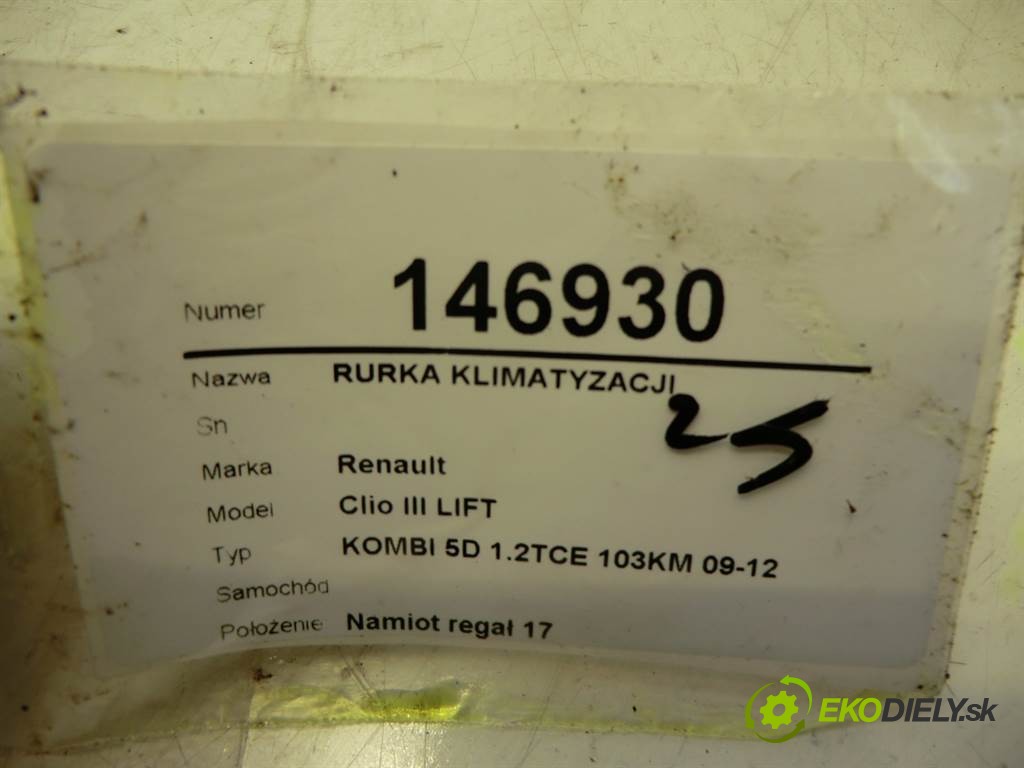 Numer 146930
Nazwa RURKA KLIMATYZACJI
25
Sn
Marka Renault
Model Clio III LIFT
Typ KOMBI 5D 1.2TCE 103KM 09-12
Samochód
Położenie Namiot regał 17
EKODIELY.sk